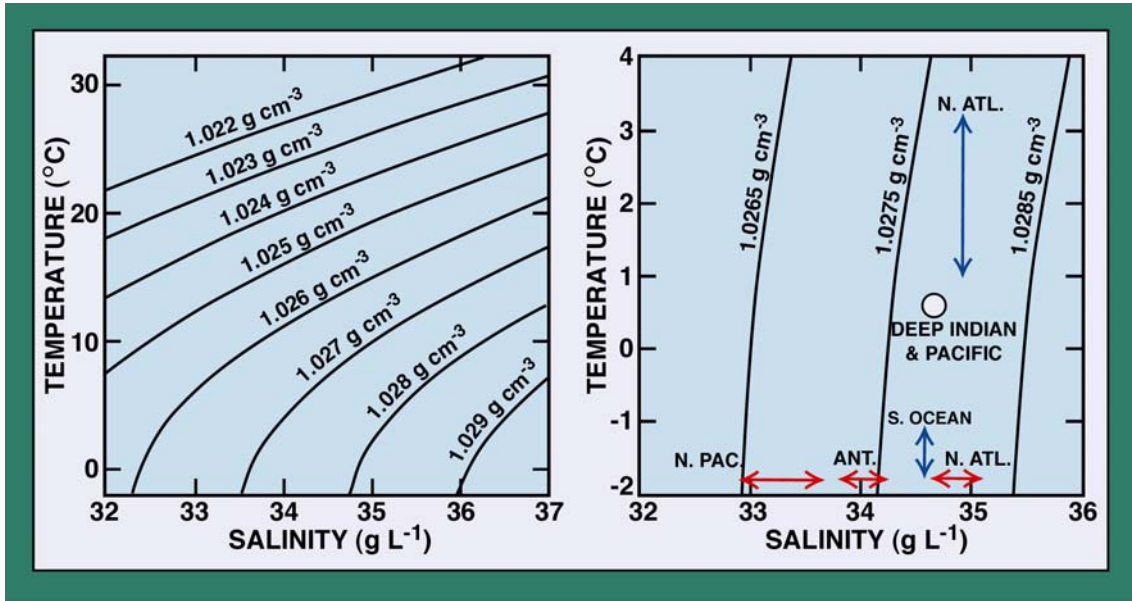 TEMPERATURE (°C)
30
20
10
0
1.022 g cm-3
1.023 g cm-3
1.024 g cm-3
1.025 g cm-3
1.026 g cm-3
1.027 g cm-3
1.028 g cm-3
1.029 g cm-3
32 33 34 35 36 37
SALINITY (g L-1)
TEMPERATURE (°C)
4
3
2
1
0
-1
-2
1.0265 g cm-3
1.0275 g cm-3
1.0285 g cm-3
N. ATL.
DEEP INDIAN
& PACIFIC
S. OCEAN
N. PAC. ANT. N. ATL.
32 33 34 35 36
SALINITY (g L-1)